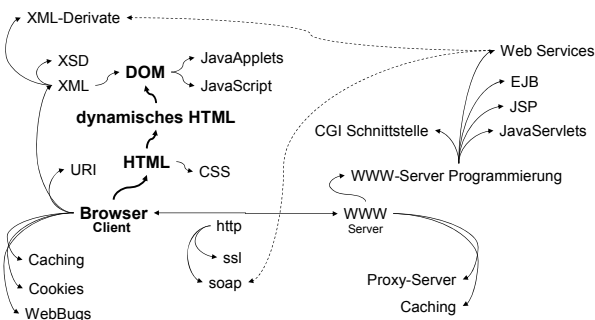 XML-Derivate
Web Services
XSD
JavaApplets
XML
DOM
JavaScript
EJB
JSP
dynamisches HTML
CGI Schnittstelle
JavaServlets
HTML
URI
CSS
WWW-Server Programmierung
Browser
Client
http
WWW
Server
ssl
Caching
soap
Proxy-Server
Cookies
Caching
WebBugs